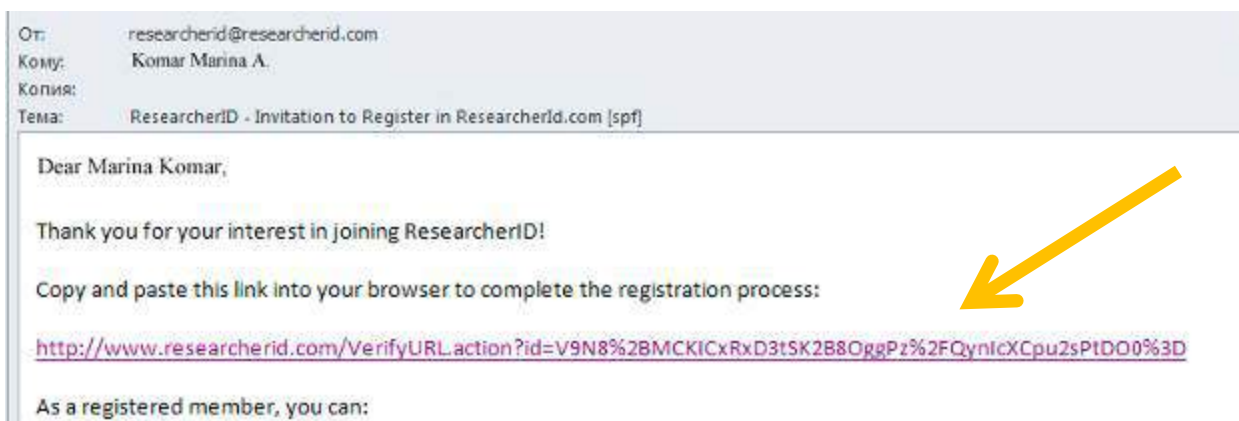 От: researcherid@researcherid.com
Кому: Komar Marina A.
Копия:
Тема: ResearcherID - Invitation to Register in ResearcherId.com [spf]
Dear Marina Komar,
Thank you for your interest in joining ResearcherID!
Copy and paste this link into your browser to complete the registration process:
http://www.researcherid.com/VerifyURL.action?id=V9N8%2BMCKICxRxD3tSK2B8OggPz%2FQynIcXCpu2sPtDO0%3D
As a registered member, you can: